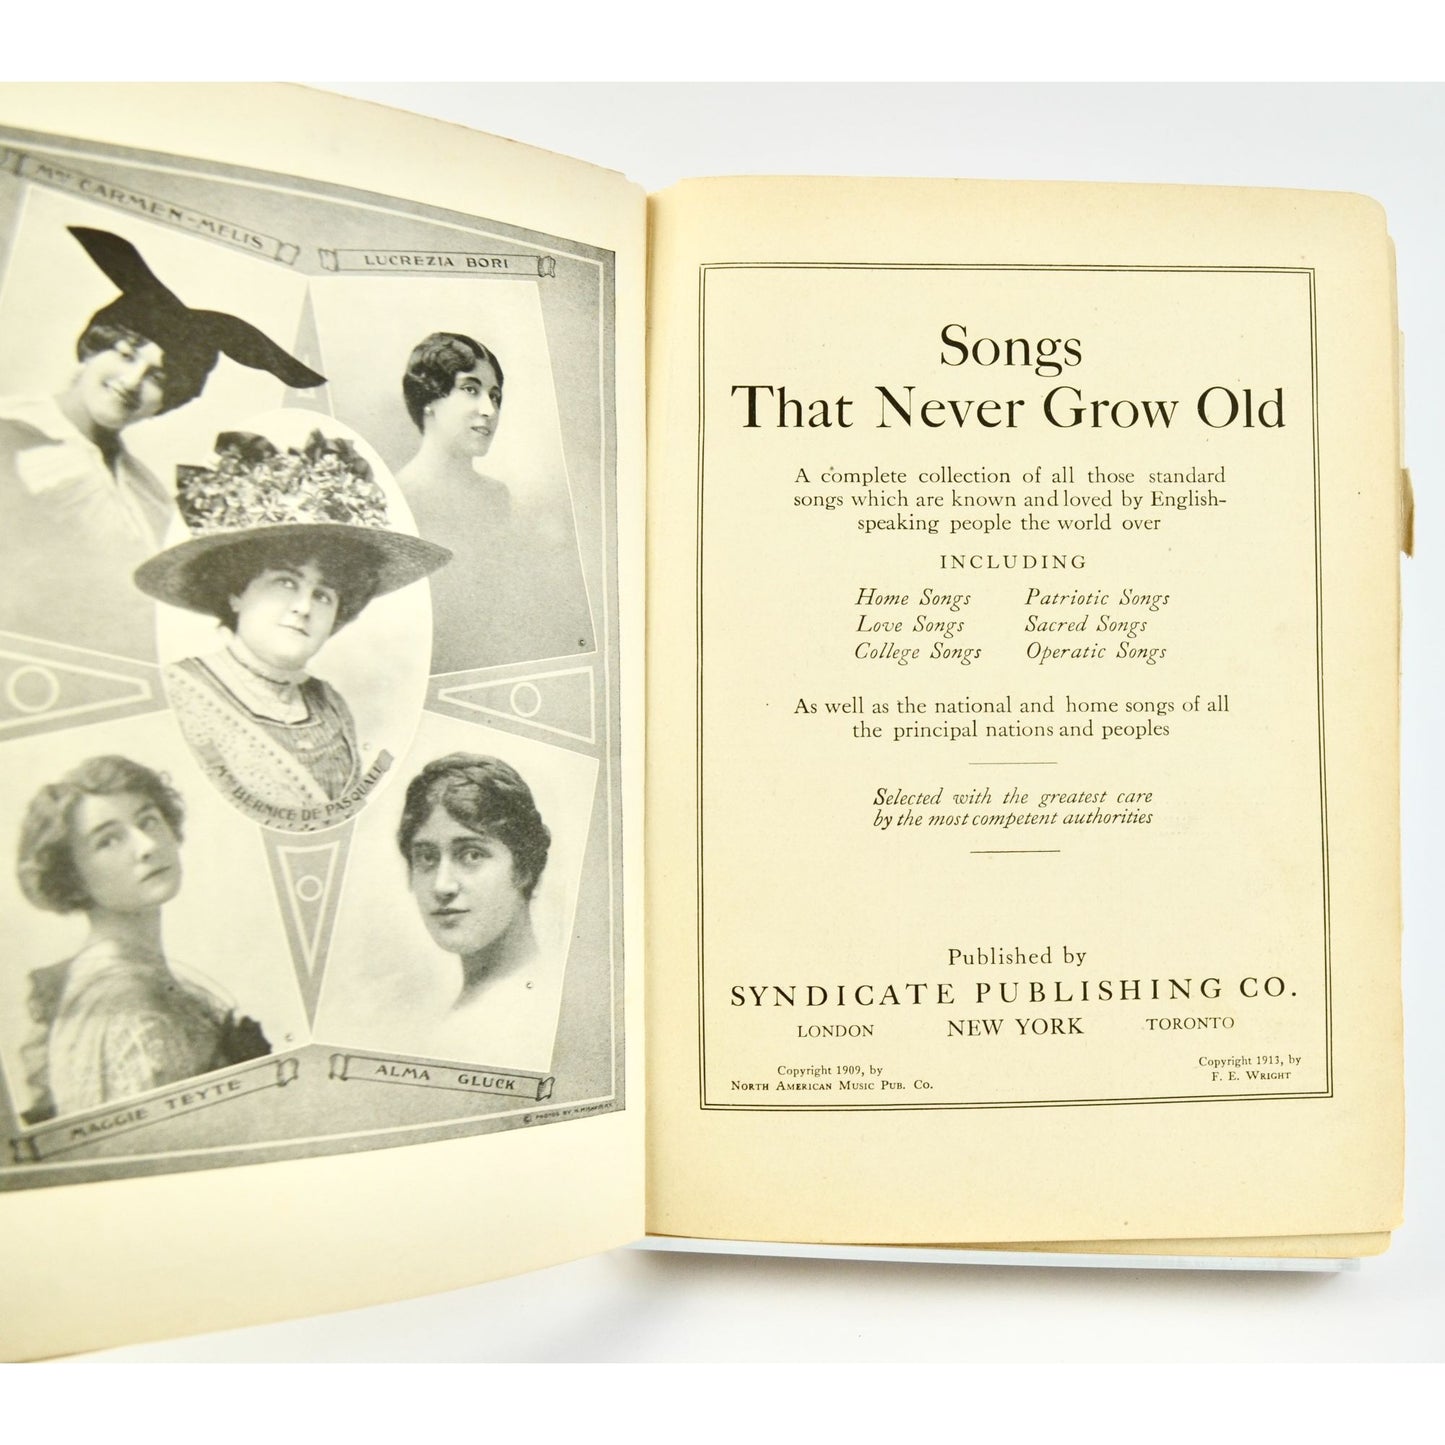 Mme CARMEN-MELIS
LUCREZIA BORI
Mme BERNICE DE PASQUALI
MAGGIE TEYTE
ALMA GLUCK
Songs
That Never Grow Old
A complete collection of all those standard
songs which are known and loved by English-
speaking people the world over
INCLUDING
Home Songs Patriotic Songs
Love Songs Sacred Songs
College Songs Operatic Songs
As well as the national and home songs of all
the principal nations and peoples
Selected with the greatest care
by the most competent authorities
Published by
SYNDICATE PUBLISHING CO.
LONDON NEW YORK TORONTO
Copyright 1909, by
NORTH AMERICAN MUSIC PUB. CO.
Copyright 1913, by
F. E. WRIGHT
© PHOTOS BY